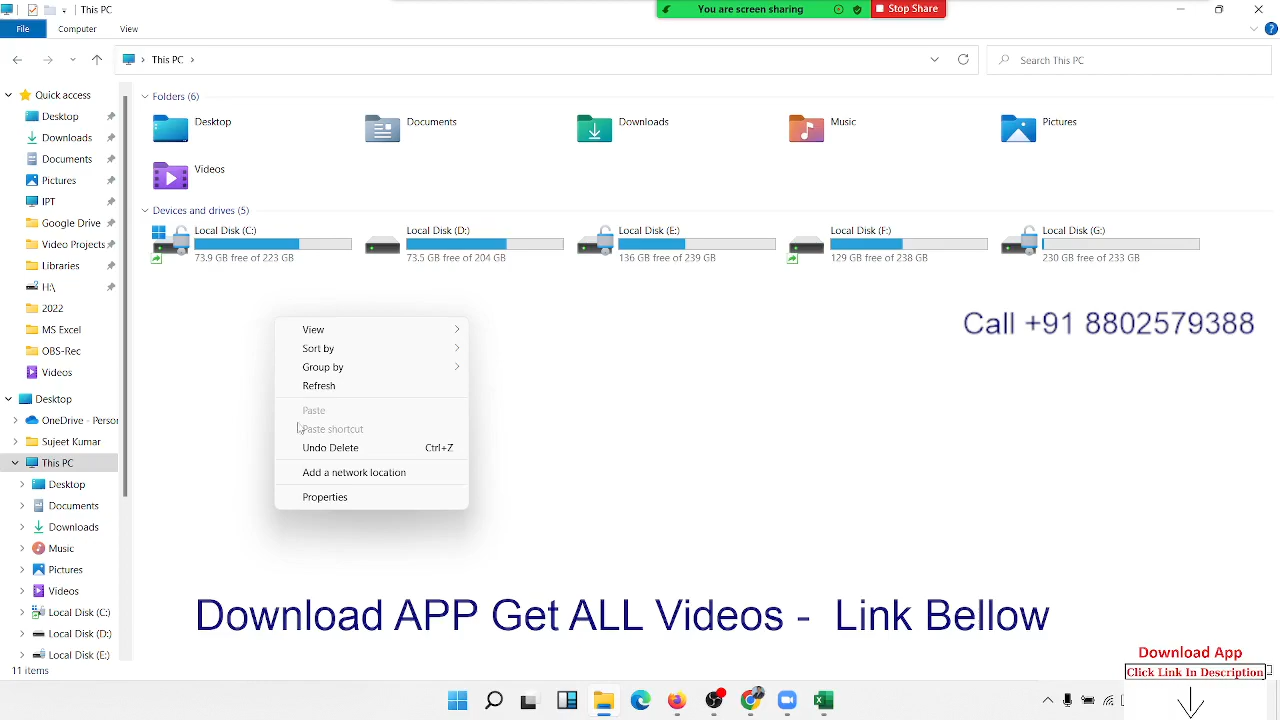 This PC
You are screen sharing
Stop Share
File
Computer
View
This PC
Search This PC
Quick access
Desktop
Downloads
Documents
Pictures
IPT
Google Drive
Video Projects
Libraries
H:\
2022
MS Excel
OBS-Rec
Videos
Desktop
OneDrive - Perso
Sujeet Kumar
This PC
Desktop
Documents
Downloads
Music
Pictures
Videos
Local Disk (C:)
Local Disk (D:)
Local Disk (E:)
11 items
Folders (6)
Desktop
Documents
Downloads
Music
Pictures
Videos
Devices and drives (5)
Local Disk (C:)
73.9 GB free of 223 GB
Local Disk (D:)
73.5 GB free of 204 GB
Local Disk (E:)
136 GB free of 239 GB
Local Disk (F:)
129 GB free of 238 GB
Local Disk (G:)
230 GB free of 233 GB
View
Sort by
Group by
Refresh
Paste
Paste shortcut
Undo Delete Ctrl+Z
Add a network location
Properties
Call +91 8802579388
Download APP Get ALL Videos - Link Bellow
Download App
Click Link In Description